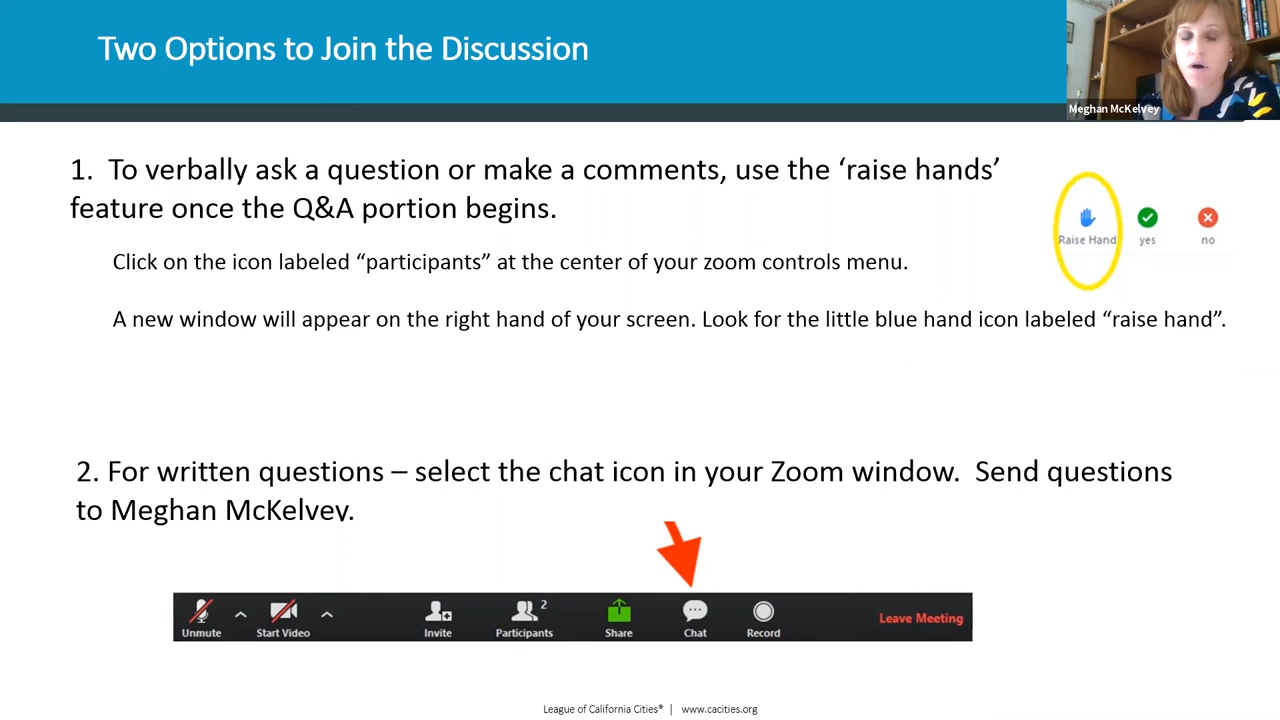 Two Options to Join the Discussion
Meghan McKelvey
1. To verbally ask a question or make a comments, use the ‘raise hands’
feature once the Q&A portion begins.
Raise Hand
yes
no
Click on the icon labeled “participants” at the center of your zoom controls menu.
A new window will appear on the right hand of your screen. Look for the little blue hand icon labeled “raise hand”.
2. For written questions – select the chat icon in your Zoom window. Send questions
to Meghan McKelvey.
2
Unmute
Start Video
Invite
Participants
Share
Chat
Record
Leave Meeting
League of California Cities® | www.cacities.org